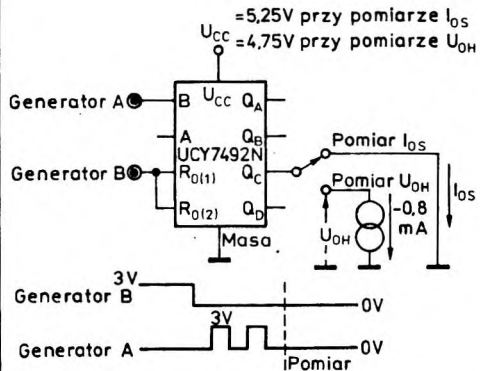 U_CC =5,25V przy pomiarze I_OS
=4,75V przy pomiarze U_OH
Generator A
B U_CC Q_A
A Q_B
UCY7492N
Generator B
R_0(1) Q_C
R_0(2) Q_D
Masa
Pomiar I_OS
Pomiar U_OH
I_OS
U_OH
-0,8
mA
3V
Generator B
0V
3V
Generator A
0V
Pomiar